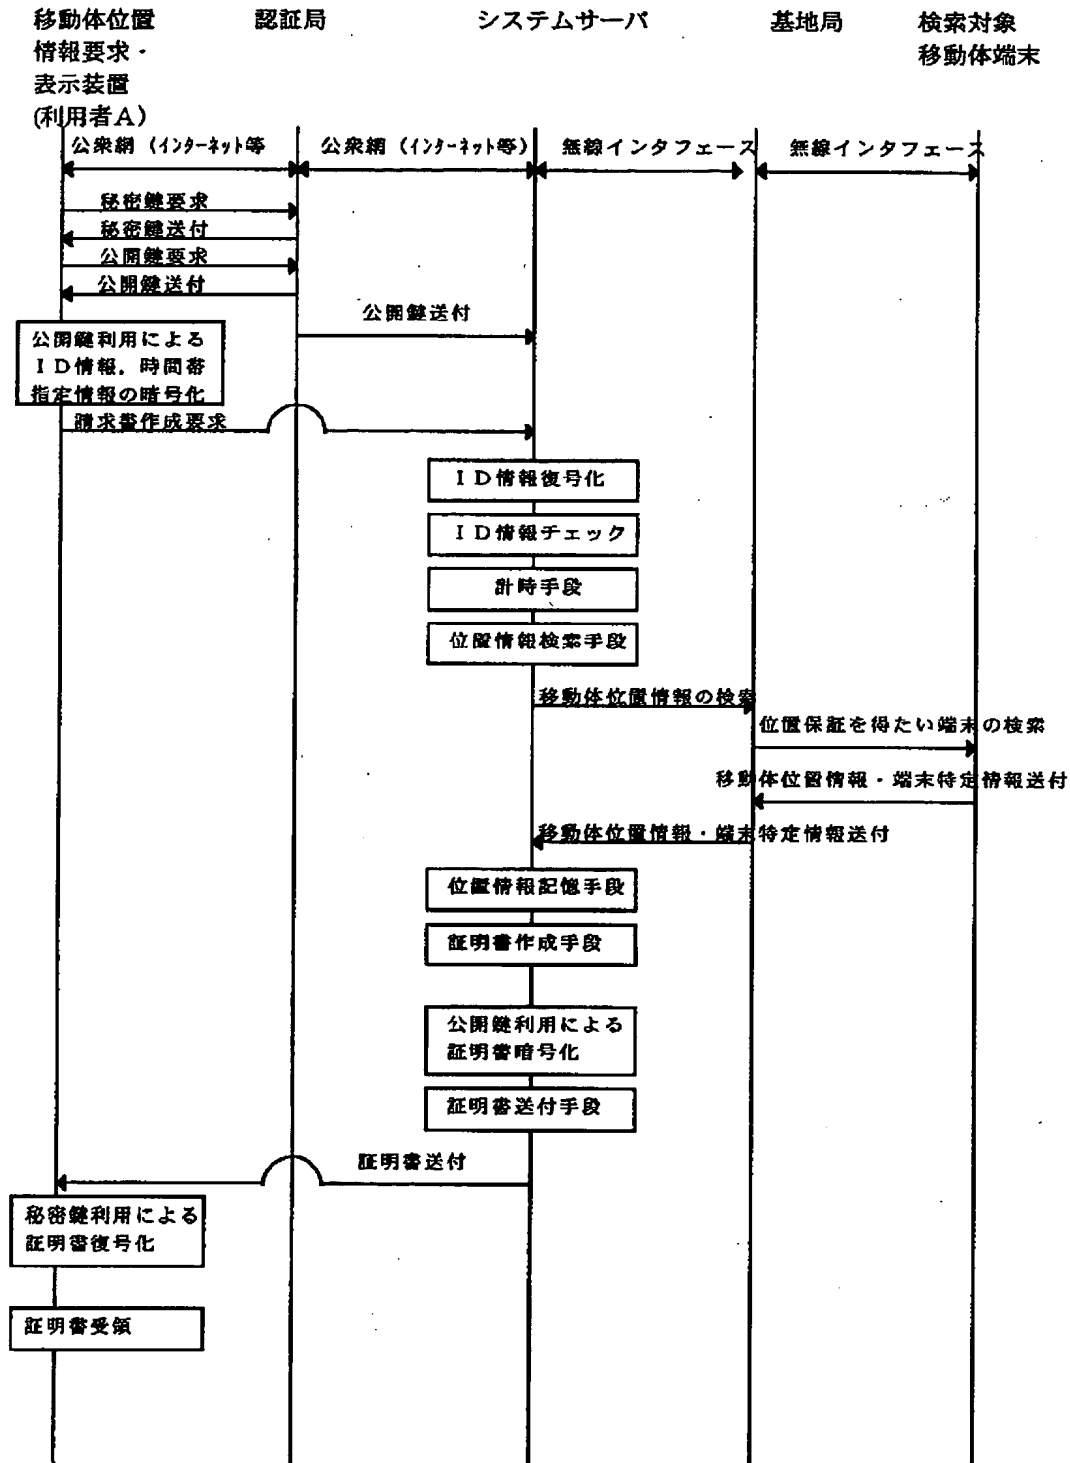 移動体位置
情報要求・
表示装置
(利用者A)
認証局
システムサーバ
基地局
検索対象
移動体端末
公衆網（インターネット等
公衆網（インターネット等）
無線インタフェース
無線インタフェース
秘密鍵要求
秘密鍵送付
公開鍵要求
公開鍵送付
公開鍵送付
公開鍵利用による
ＩＤ情報，時間帯
指定情報の暗号化
請求書作成要求
ＩＤ情報復号化
ＩＤ情報チェック
計時手段
位置情報検索手段
移動体位置情報の検索
位置保証を得たい端末の検索
移動体位置情報・端末特定情報送付
移動体位置情報・端末特定情報送付
位置情報記憶手段
証明書作成手段
公開鍵利用による
証明書暗号化
証明書送付手段
証明書送付
秘密鍵利用による
証明書復号化
証明書受領